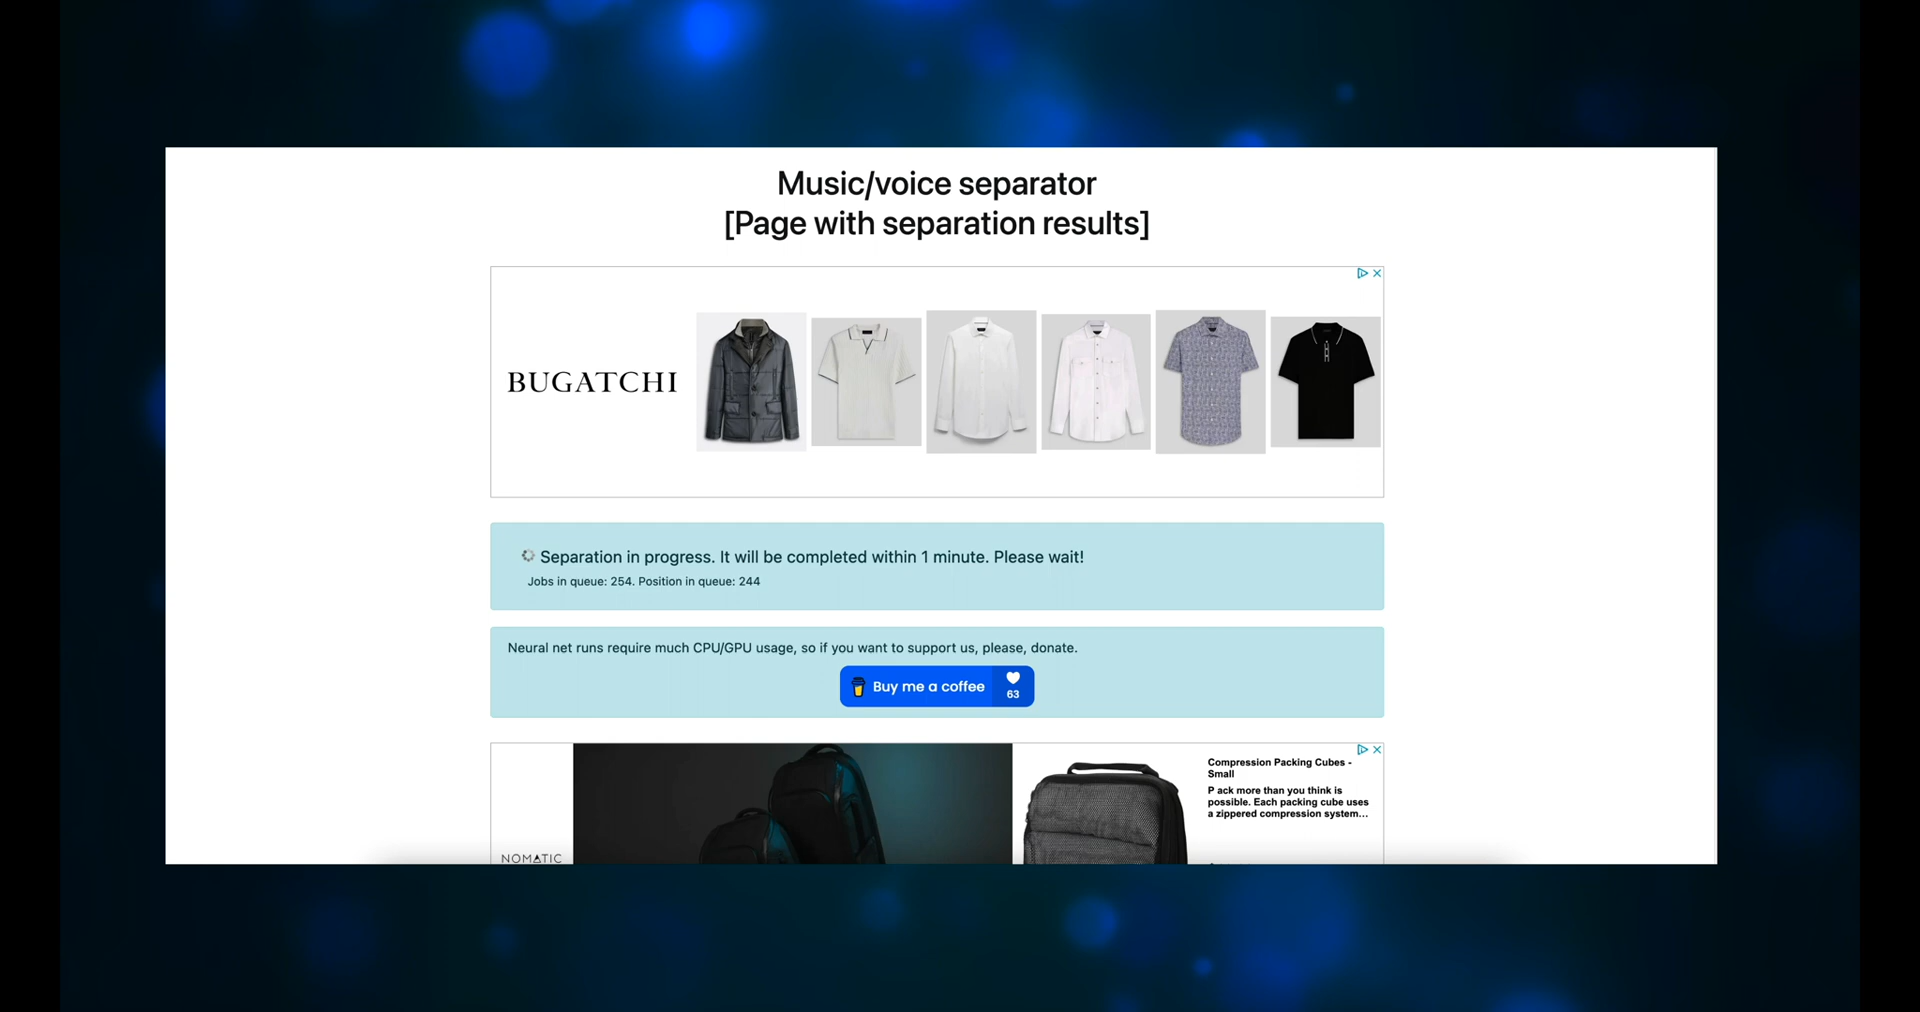 Music/voice separator
[Page with separation results]
BUGATCHI
Separation in progress. It will be completed within 1 minute. Please wait!
Jobs in queue: 254. Position in queue: 244
Neural net runs require much CPU/GPU usage, so if you want to support us, please, donate.
Buy me a coffee
63
Compression Packing Cubes -
Small
P ack more than you think is
possible. Each packing cube uses
a zippered compression system...
NOMATIC